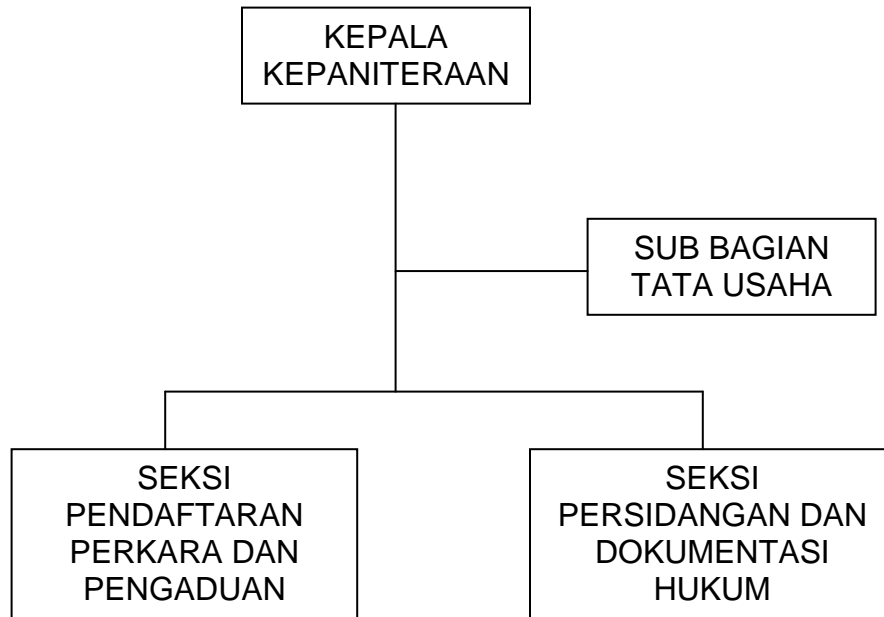 KEPALA
KEPANITERAAN
SUB BAGIAN
TATA USAHA
SEKSI
PENDAFTARAN
PERKARA DAN
PENGADUAN
SEKSI
PERSIDANGAN DAN
DOKUMENTASI
HUKUM